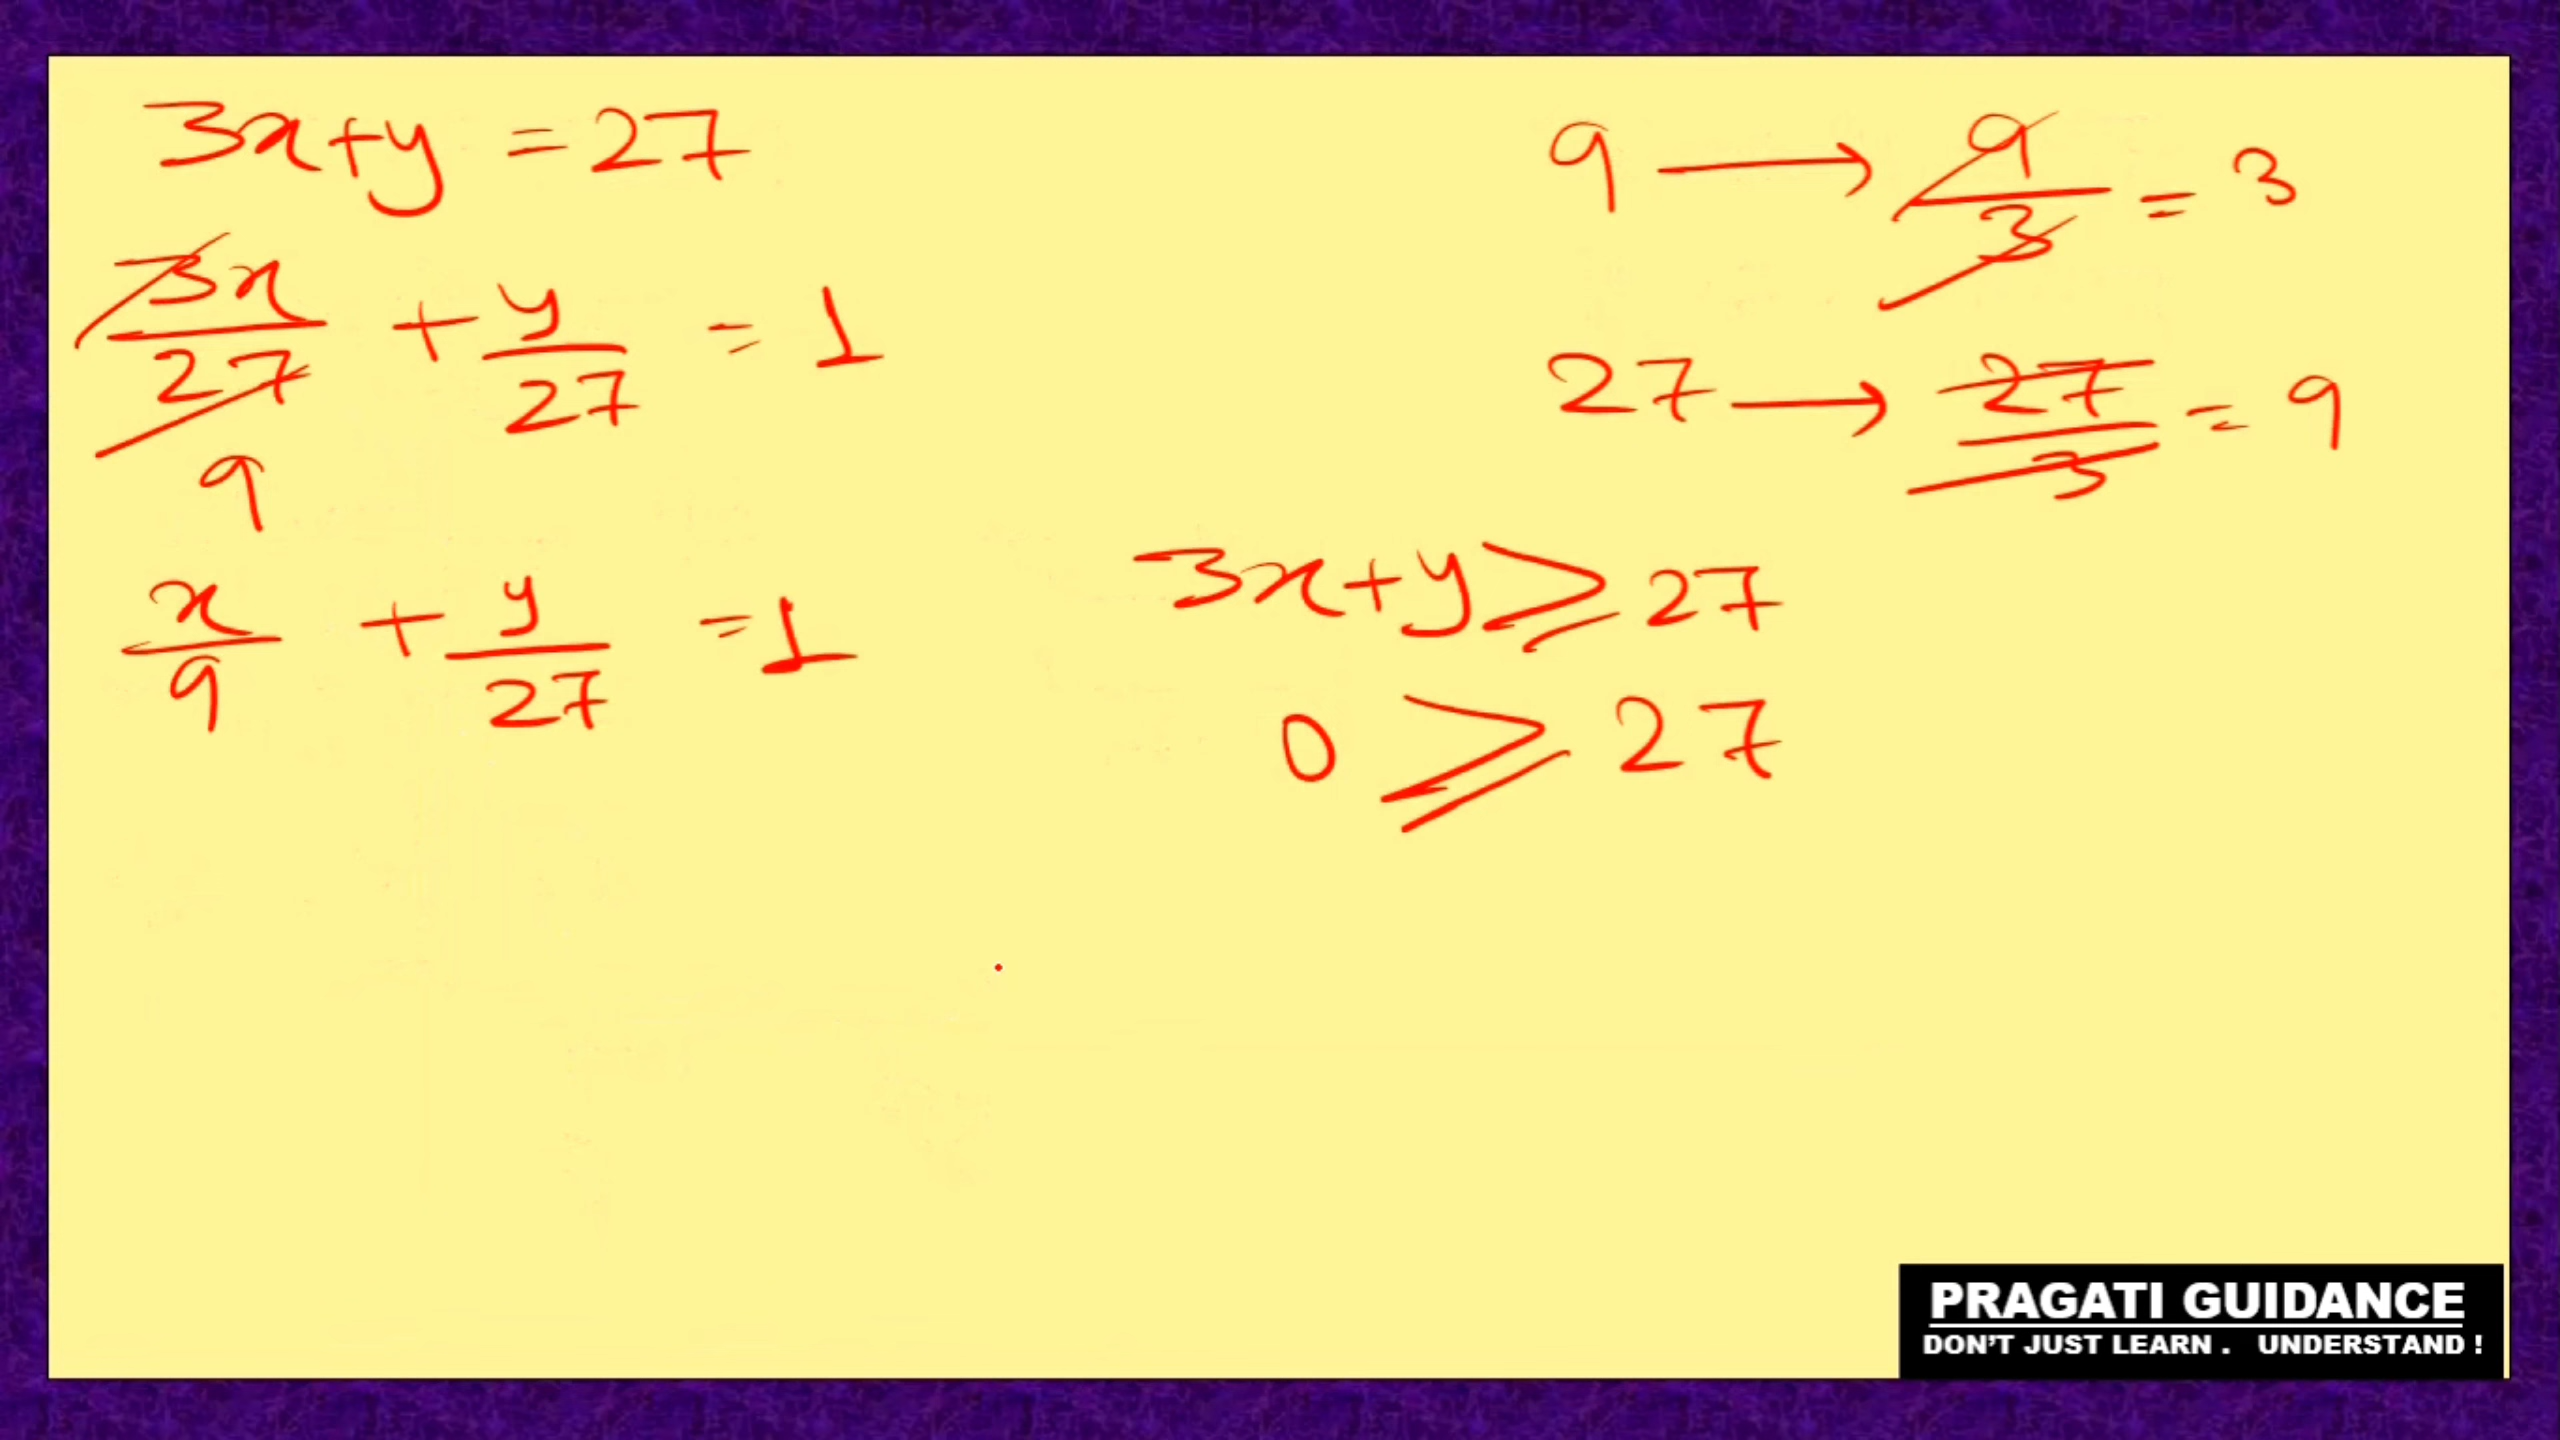 3x+y = 27
3x/27 + y/27 = 1
9
x/9 + y/27 = 1
9 → 9/3 = 3
27 → 27/3 = 9
3x+y ≥ 27
0 ≥ 27
PRAGATI GUIDANCE
DON'T JUST LEARN . UNDERSTAND !